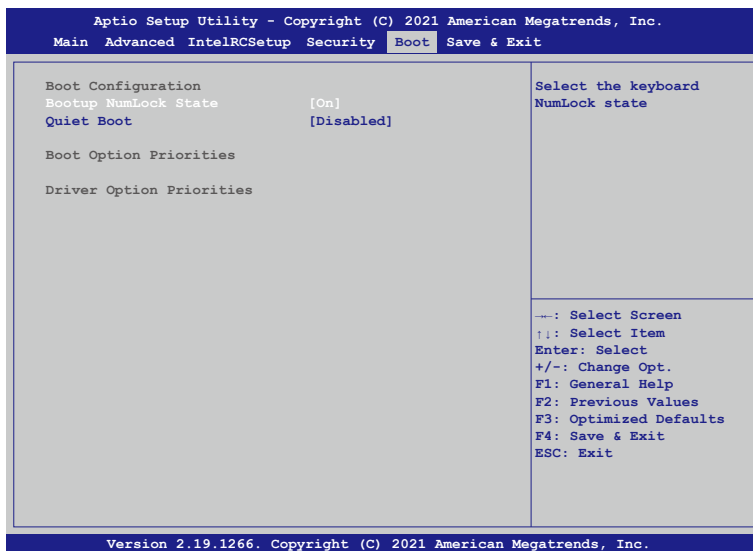 Aptio Setup Utility - Copyright (C) 2021 American Megatrends, Inc.
Main Advanced IntelRCSetup Security Boot Save & Exit
Boot Configuration
Bootup NumLock State [On]
Quiet Boot [Disabled]
Boot Option Priorities
Driver Option Priorities
Select the keyboard
NumLock state
→←: Select Screen
↑↓: Select Item
Enter: Select
+/-: Change Opt.
F1: General Help
F2: Previous Values
F3: Optimized Defaults
F4: Save & Exit
ESC: Exit
Version 2.19.1266. Copyright (C) 2021 American Megatrends, Inc.